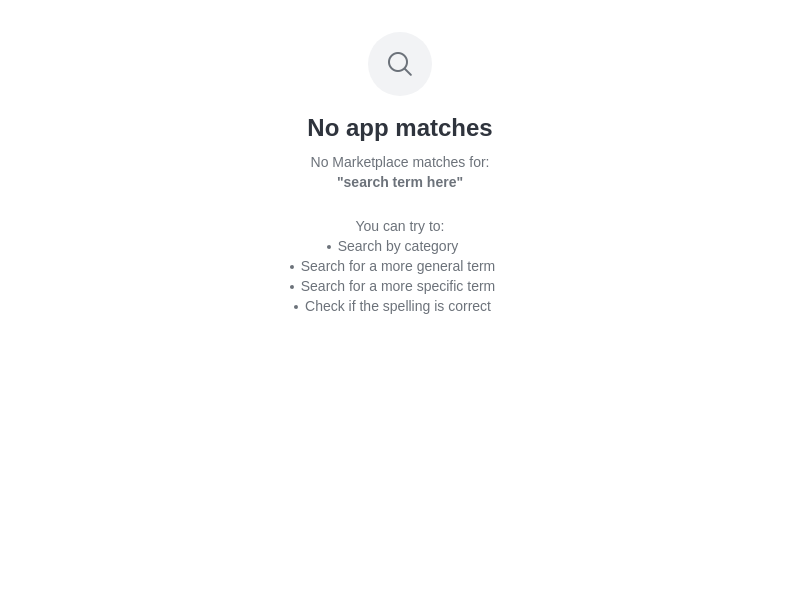 No app matches
No Marketplace matches for:
"search term here"
You can try to:
• Search by category
• Search for a more general term
• Search for a more specific term
• Check if the spelling is correct